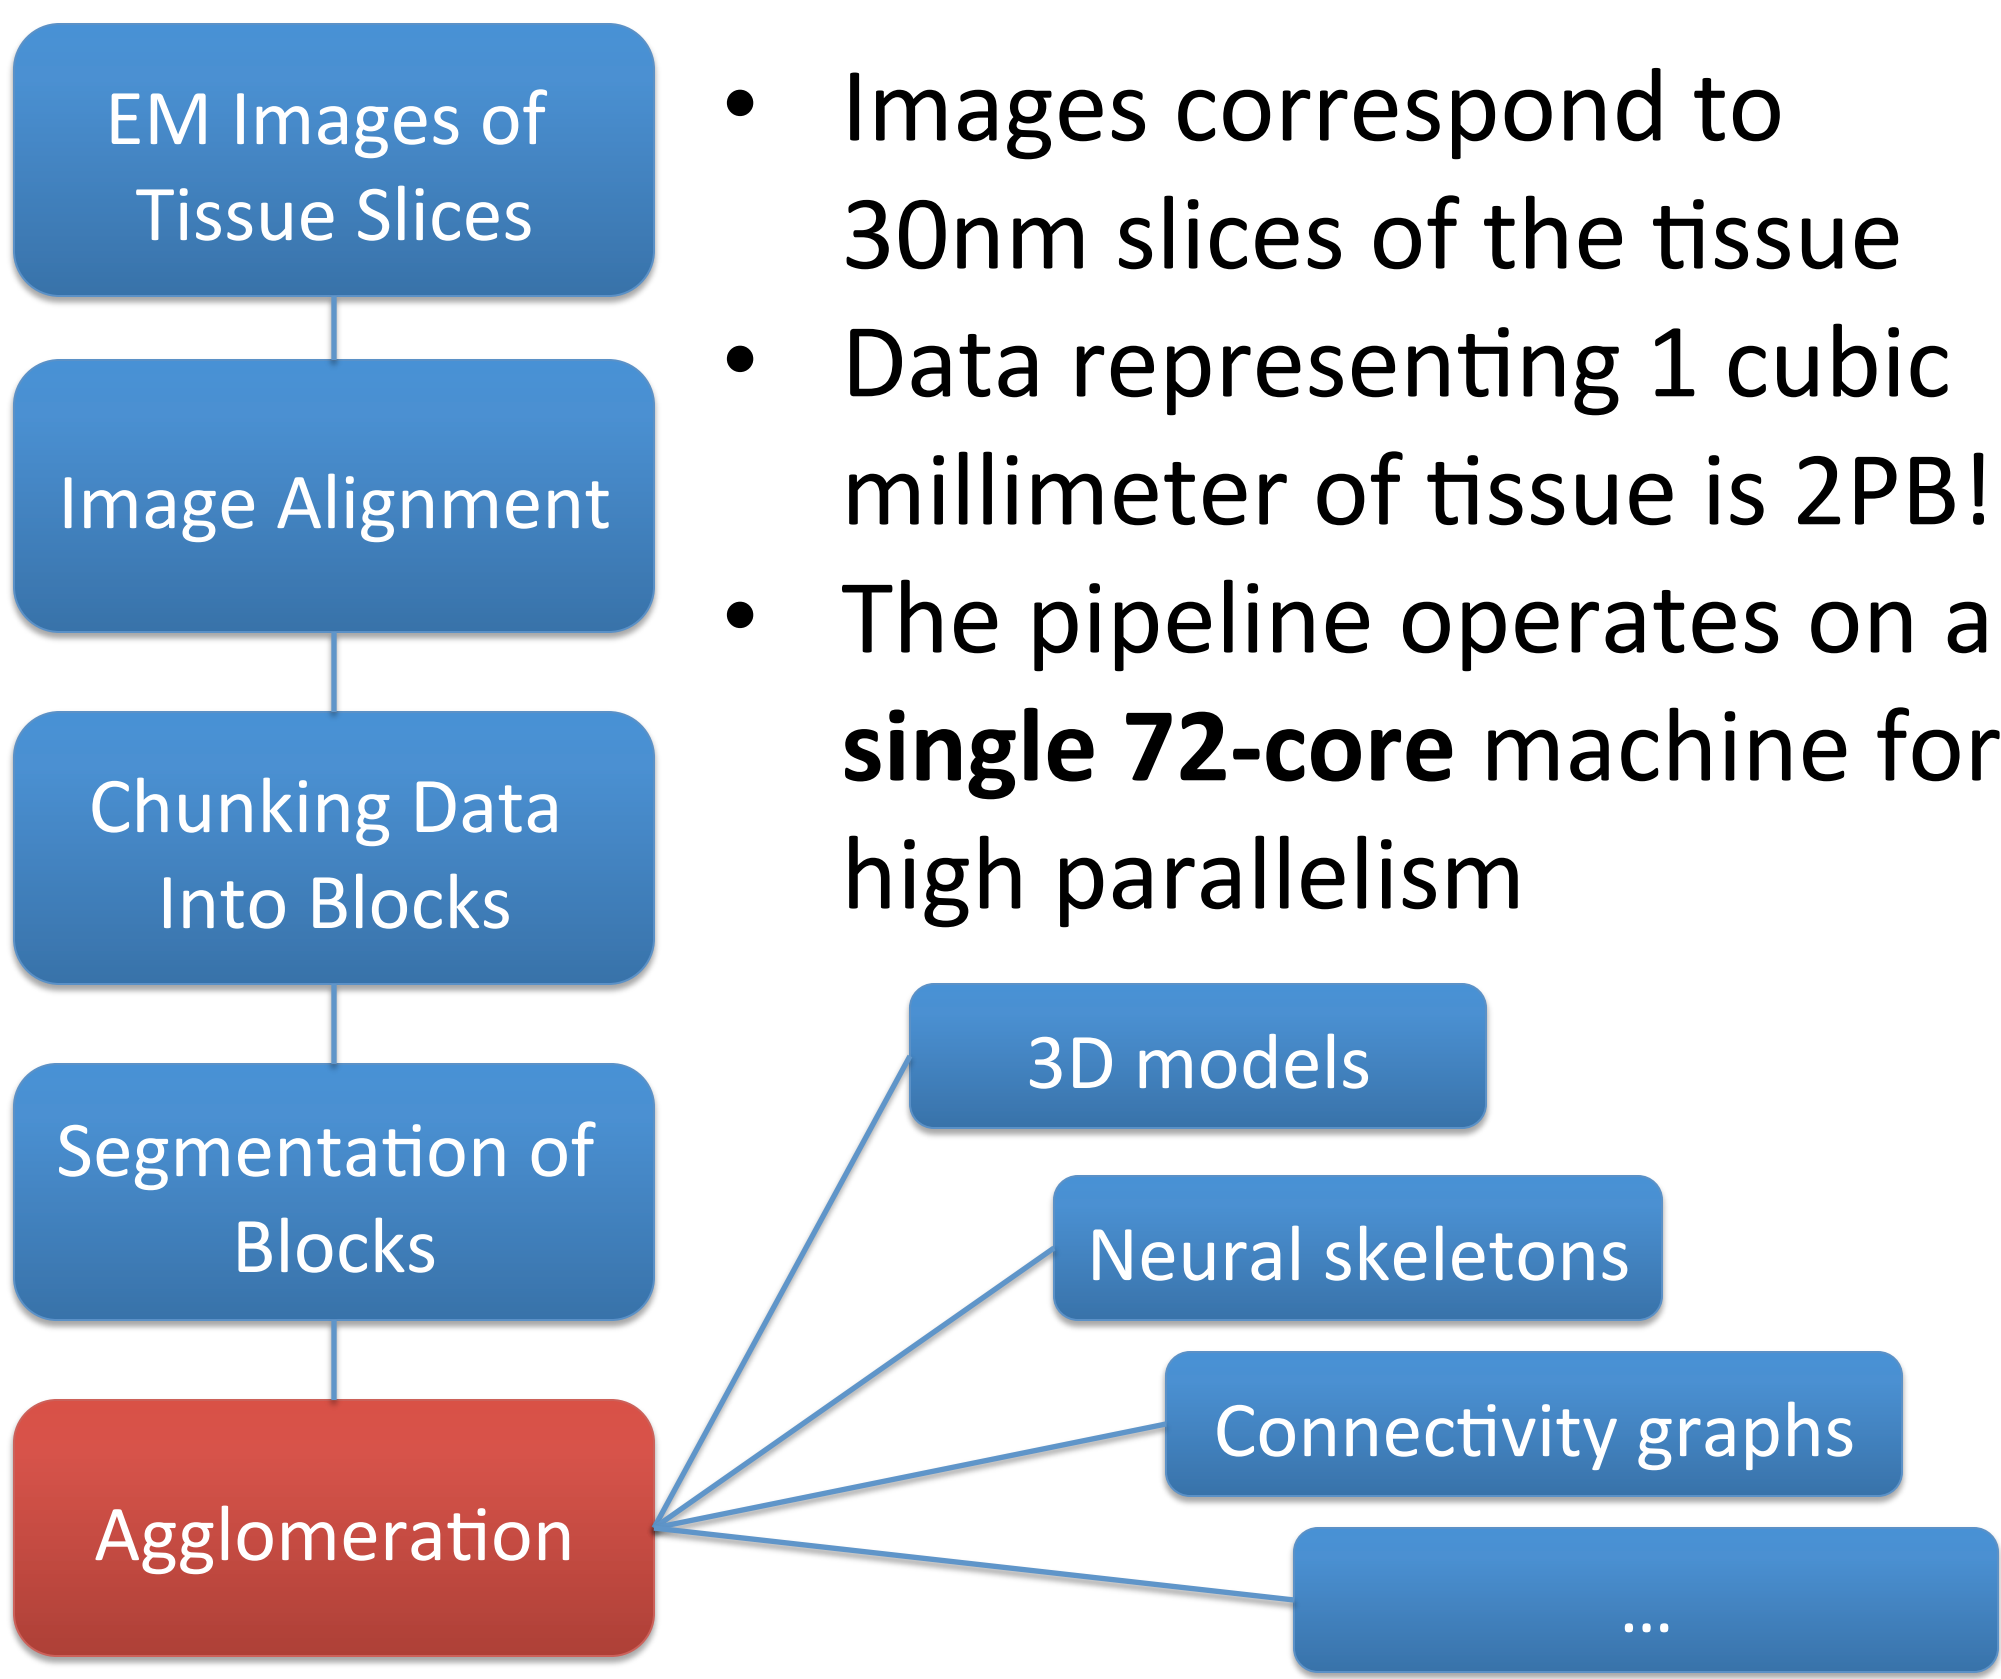 EM Images of
Tissue Slices
Image Alignment
Chunking Data
Into Blocks
Segmentation of
Blocks
Agglomeration
• Images correspond to
30nm slices of the tissue
• Data representing 1 cubic
millimeter of tissue is 2PB!
• The pipeline operates on a
single 72-core machine for
high parallelism
3D models
Neural skeletons
Connectivity graphs
...